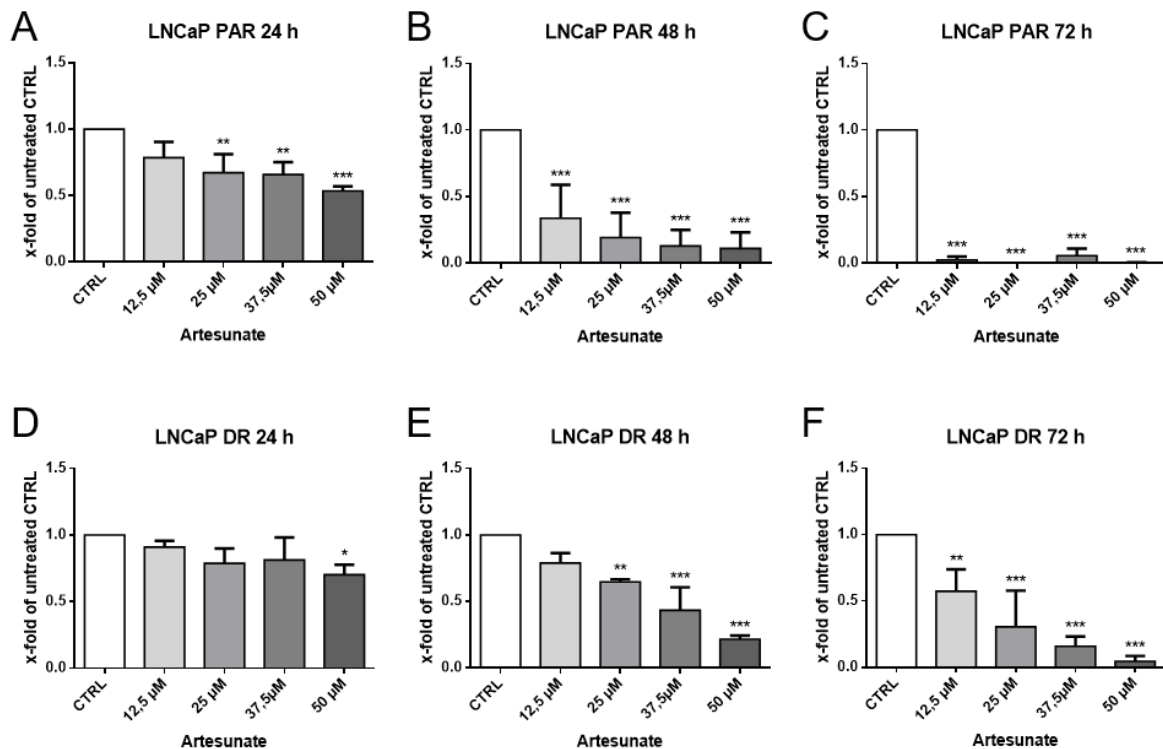 A
LNCaP PAR 24 h
x-fold of untreated CTRL
1.5
1.0
0.5
0.0
**
**
***
CTRL
12,5 µM
25 µM
37,5µM
50 µM
Artesunate
B
LNCaP PAR 48 h
x-fold of untreated CTRL
1.5
1.0
0.5
0.0
***
***
***
***
CTRL
12,5 µM
25 µM
37,5µM
50 µM
Artesunate
C
LNCaP PAR 72 h
x-fold of untreated CTRL
1.5
1.0
0.5
0.0
***
***
***
***
CTRL
12,5 µM
25 µM
37,5µM
50 µM
Artesunate
D
LNCaP DR 24 h
x-fold of untreated CTRL
1.5
1.0
0.5
0.0
*
CTRL
12,5 µM
25 µM
37,5µM
50 µM
Artesunate
E
LNCaP DR 48 h
x-fold of untreated CTRL
1.5
1.0
0.5
0.0
**
***
***
CTRL
12,5 µM
25 µM
37,5µM
50 µM
Artesunate
F
LNCaP DR 72 h
x-fold of untreated CTRL
1.5
1.0
0.5
0.0
**
***
***
***
CTRL
12,5 µM
25 µM
37,5µM
50 µM
Artesunate